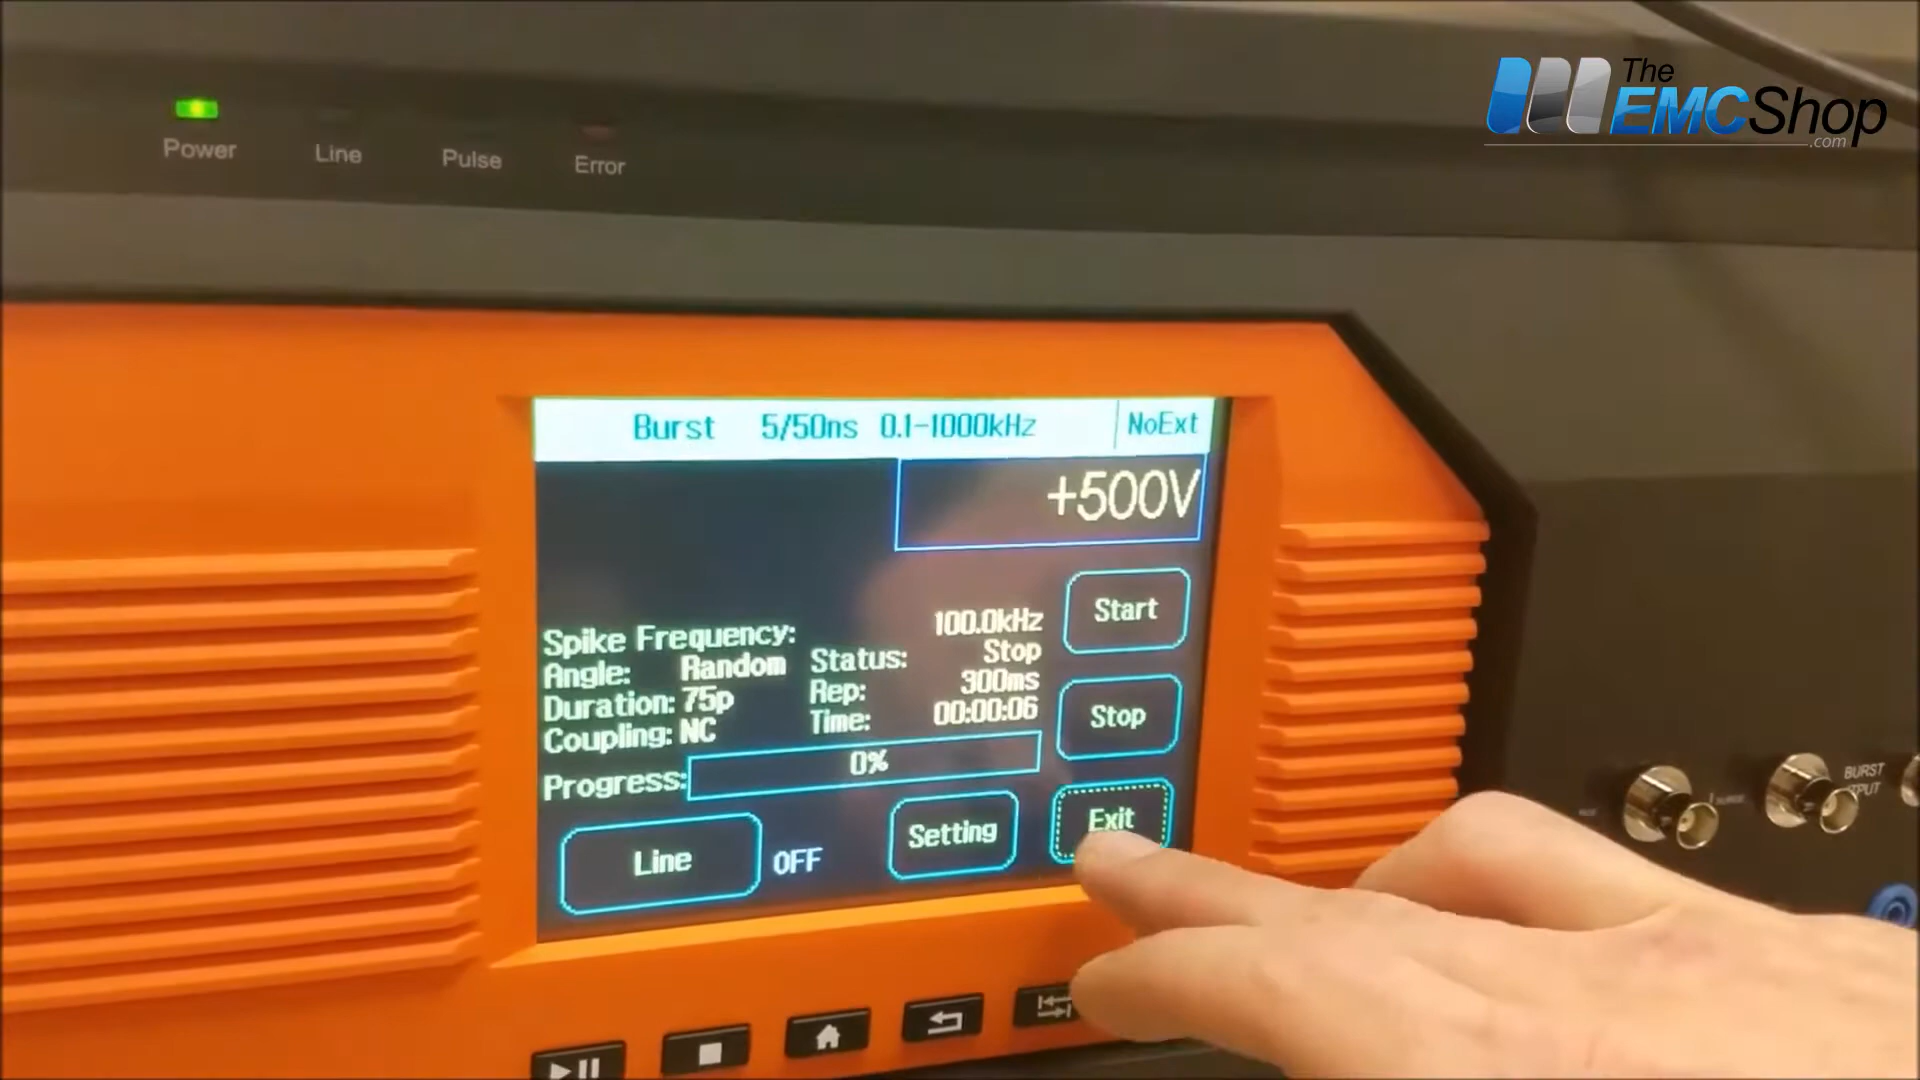 The
EMCShop
.com
Power Line Pulse Error
Burst 5/50ns 0.1-1000kHz NoExt
+500V
Spike Frequency: 100.0kHz
Angle: Random Status: Stop
Duration: 75p Rep: 300ms
Coupling: NC Time: 00:00:06
Progress: 0%
Start
Stop
Line OFF Setting Exit
BURST